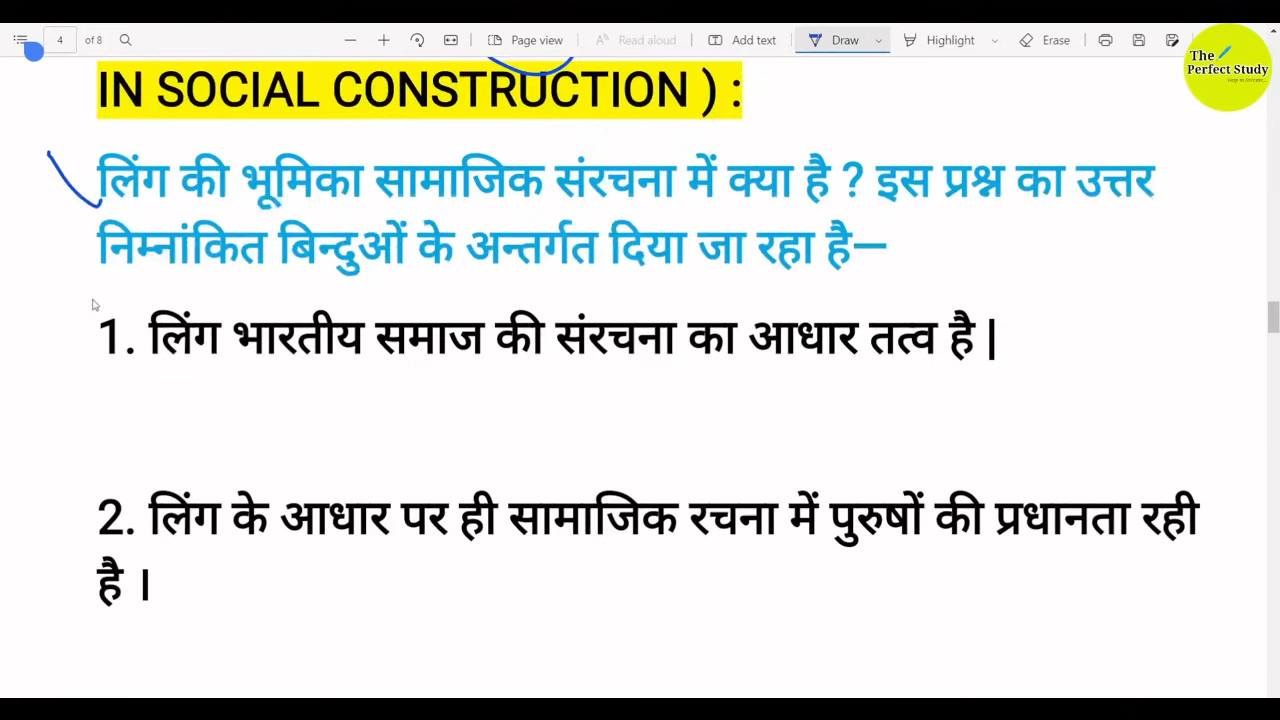 4 of 8 Page view Read aloud Add text Draw Highlight Erase
The
Perfect Study
IN SOCIAL CONSTRUCTION ) :
लिंग की भूमिका सामाजिक संरचना में क्या है ? इस प्रश्न का उत्तर
निम्नांकित बिन्दुओं के अन्तर्गत दिया जा रहा है—
1. लिंग भारतीय समाज की संरचना का आधार तत्व है |
2. लिंग के आधार पर ही सामाजिक रचना में पुरुषों की प्रधानता रही
है ।